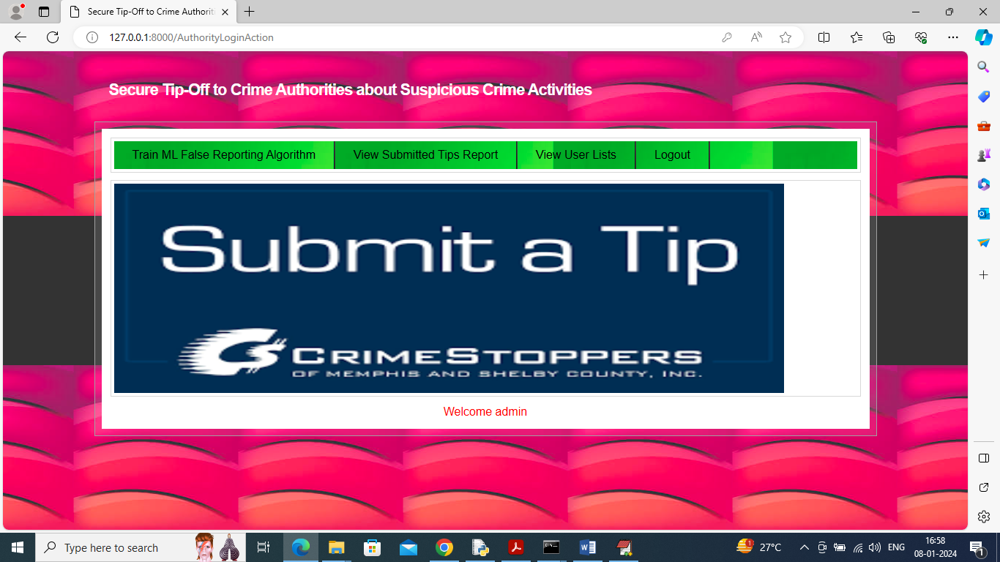 Secure Tip-Off to Crime Authoriti
127.0.0.1:8000/AuthorityLoginAction
Secure Tip-Off to Crime Authorities about Suspicious Crime Activities
Train ML False Reporting Algorithm View Submitted Tips Report View User Lists Logout
Submit a Tip
CRIMESTOPPERS
OF MEMPHIS AND SHELBY COUNTY, INC.
Welcome admin
Type here to search
1
27°C
ENG
16:58
08-01-2024
1